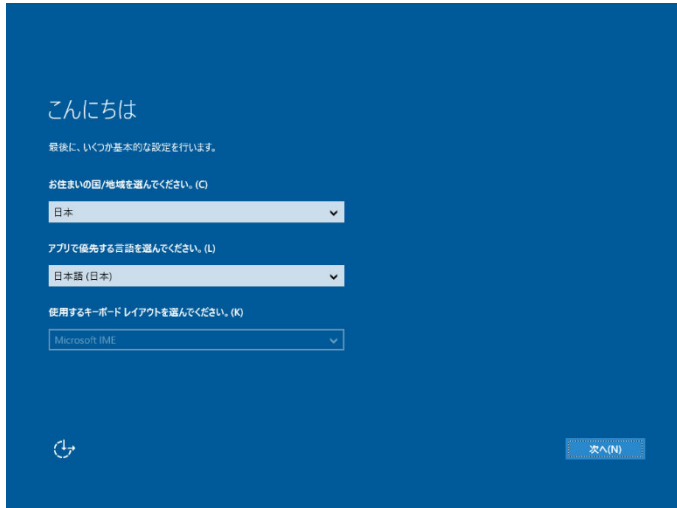 こんにちは
最後に、いくつか基本的な設定を行います。
お住まいの国/地域を選んでください。(C)
日本
アプリで優先する言語を選んでください。(L)
日本語 (日本)
使用するキーボード レイアウトを選んでください。(K)
Microsoft IME
次へ(N)